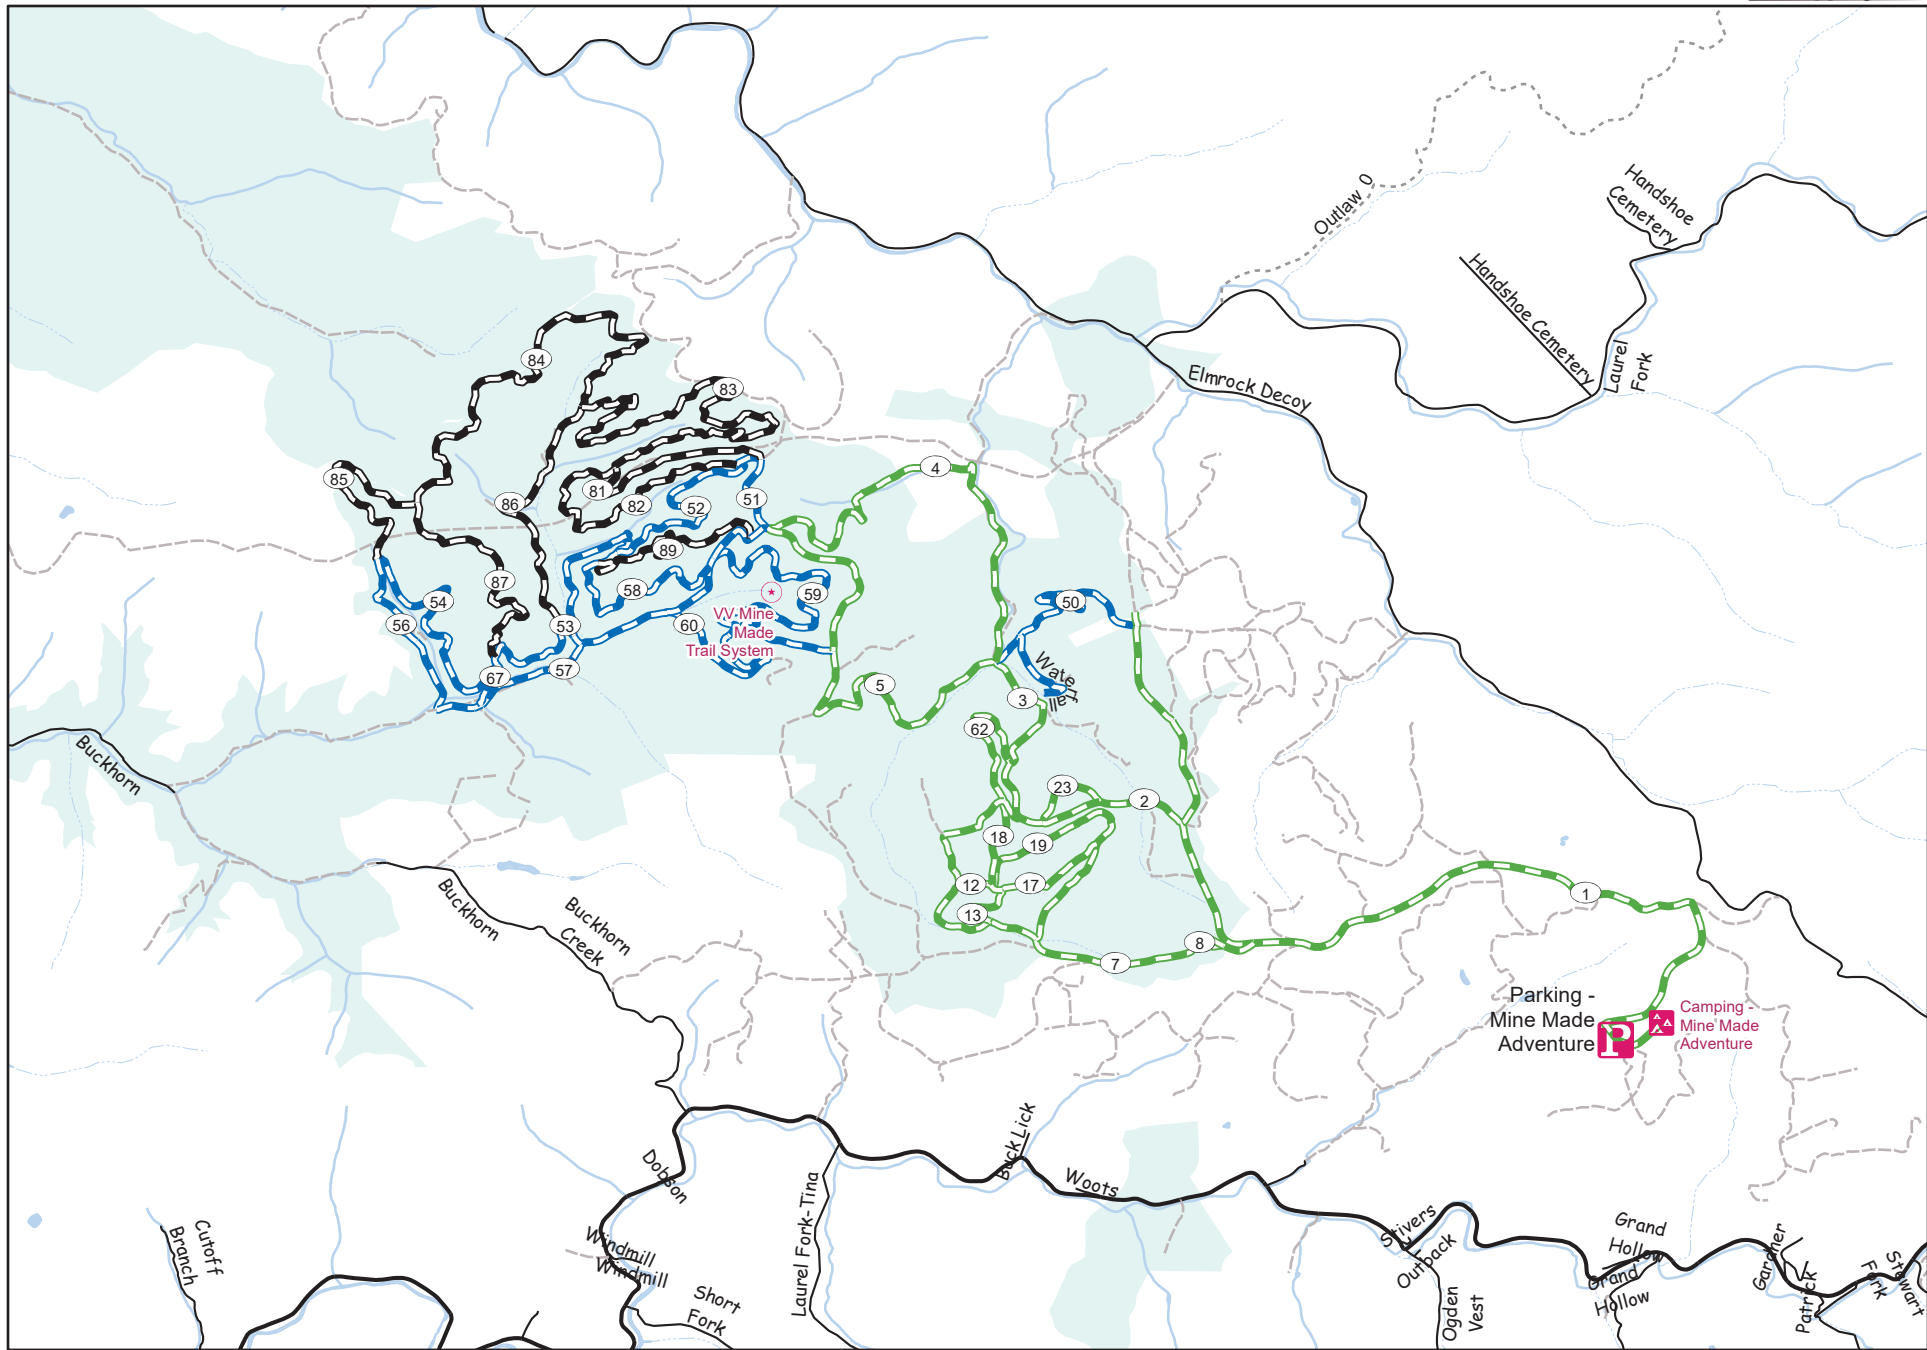 Outlaw 0
Handshoe
Cemetery
Handshoe Cemetery
Laurel
Fork
Elmrock Decoy
84
83
85
86
81
82
52
51
4
89
87
58
59
54
56
53
60
57
67
VV Mine
Made
Trail System
50
Waterfall
5
3
62
23
2
18
19
12
17
13
8
7
1
Parking -
Mine Made
Adventure
P
Camping -
Mine Made
Adventure
Buckhorn
Buckhorn
Buckhorn
Creek
Dobson
Windmill
Windmill
Short
Fork
Cutoff
Branch
Laurel Fork-Tina
Buck Lick
Woots
Stivers
Outback
Ogden
Vest
Grand
Hollow
Grand
Hollow
Gardner
Patrick
Stewart
Fork